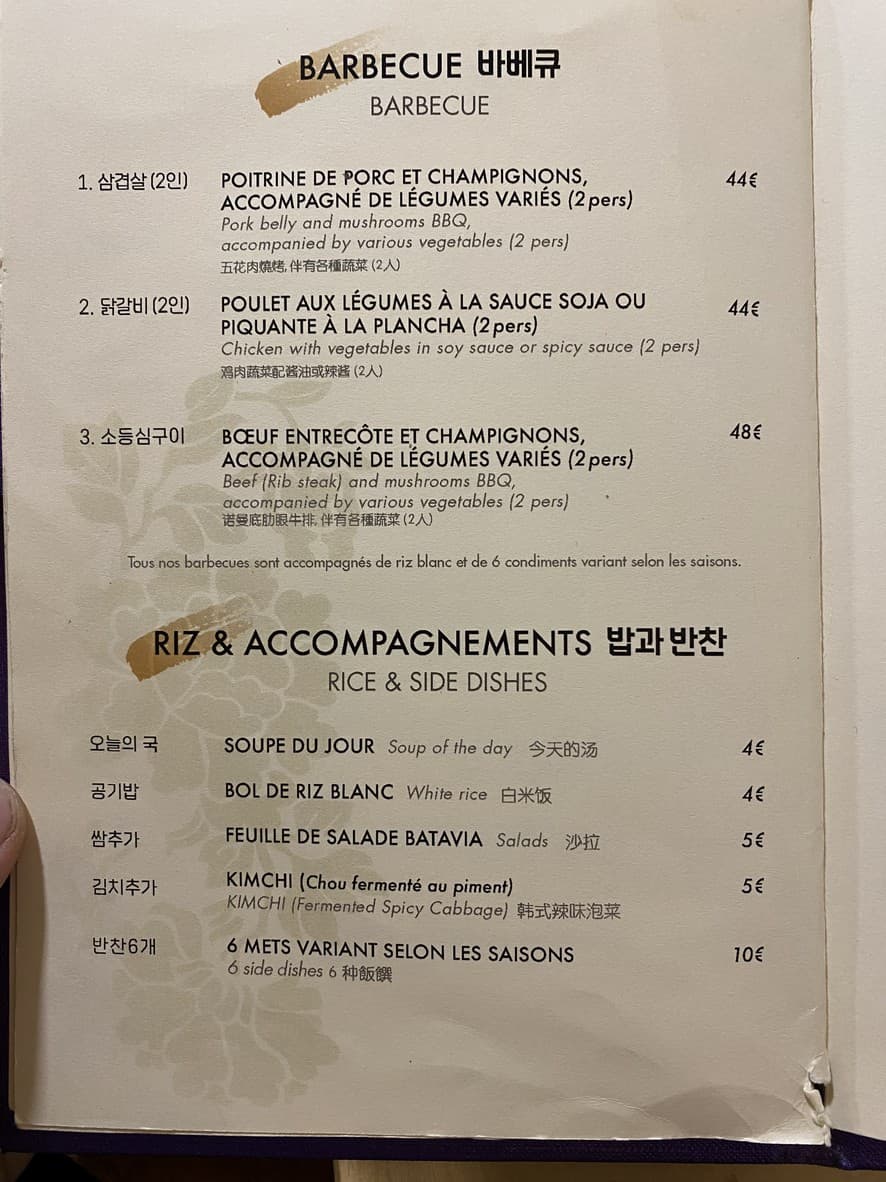 BARBECUE 바베큐
BARBECUE
1. 삼겹살 (2인) POITRINE DE PORC ET CHAMPIGNONS, 44€
ACCOMPAGNÉ DE LÉGUMES VARIÉS (2 pers)
Pork belly and mushrooms BBQ,
accompanied by various vegetables (2 pers)
五花肉燒烤, 伴有各種蔬菜 (2人)
2. 닭갈비 (2인) POULET AUX LÉGUMES À LA SAUCE SOJA OU 44€
PIQUANTE À LA PLANCHA (2 pers)
Chicken with vegetables in soy sauce or spicy sauce (2 pers)
鸡肉蔬菜配酱油或辣酱 (2人)
3. 소등심구이 BŒUF ENTRECÔTE ET CHAMPIGNONS, 48€
ACCOMPAGNÉ DE LÉGUMES VARIÉS (2 pers)
Beef (Rib steak) and mushrooms BBQ,
accompanied by various vegetables (2 pers)
诺曼底肋眼牛排, 伴有各種蔬菜 (2人)
Tous nos barbecues sont accompagnés de riz blanc et de 6 condiments variant selon les saisons.
RIZ & ACCOMPAGNEMENTS 밥과 반찬
RICE & SIDE DISHES
오늘의 국 SOUPE DU JOUR Soup of the day 今天的汤 4€
공기밥 BOL DE RIZ BLANC White rice 白米饭 4€
쌈추가 FEUILLE DE SALADE BATAVIA Salads 沙拉 5€
김치추가 KIMCHI (Chou fermenté au piment) 5€
KIMCHI (Fermented Spicy Cabbage) 韩式辣味泡菜
반찬6개 6 METS VARIANT SELON LES SAISONS 10€
6 side dishes 6 种飯饌